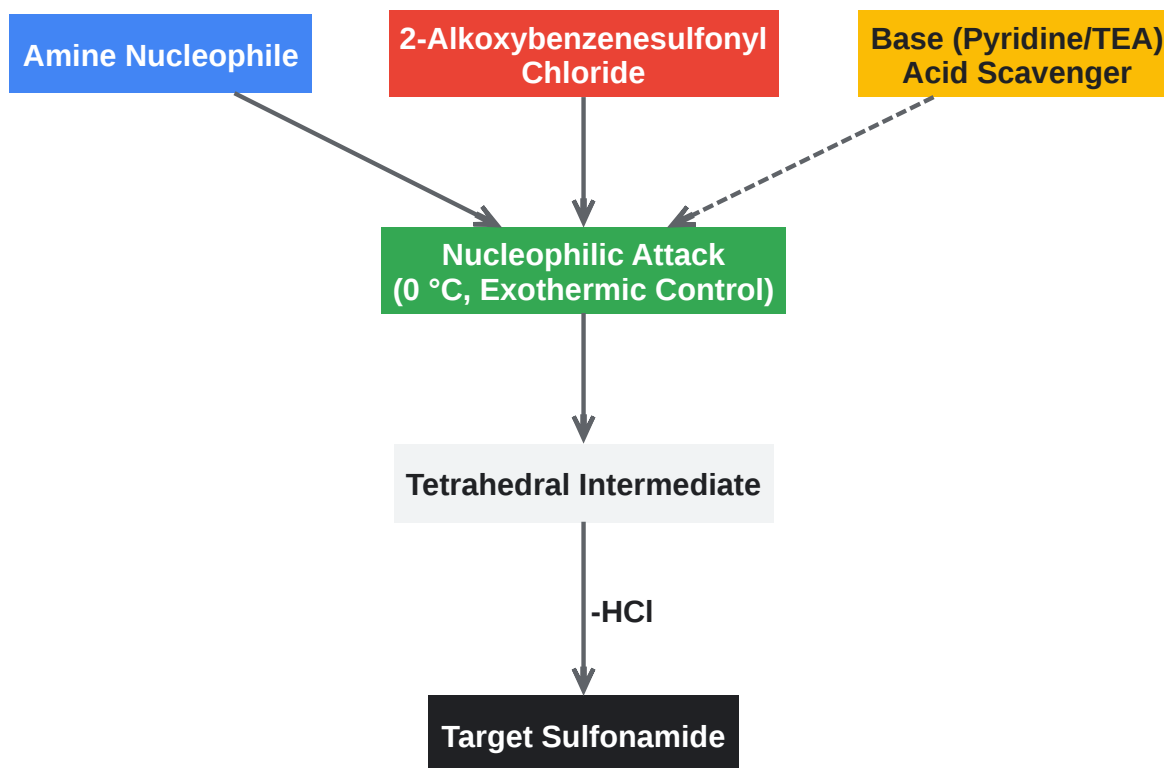 Amine Nucleophile
2-Alkoxybenzenesulfonyl
Chloride
Base (Pyridine/TEA)
Acid Scavenger
Nucleophilic Attack
(0 °C, Exothermic Control)
Tetrahedral Intermediate
-HCl
Target Sulfonamide